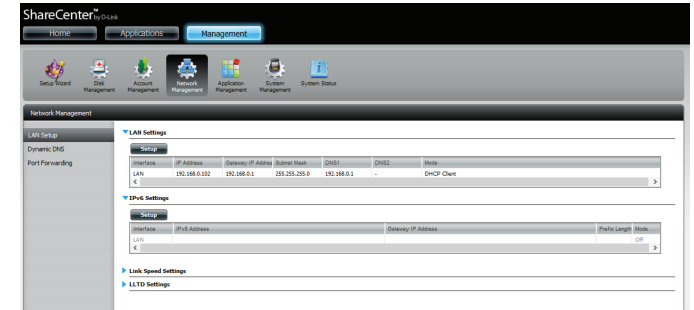 ShareCenter™ by D-Link
Home Applications Management
Setup Wizard Disk Management Account Management Network Management Application Management System Management System Status
Network Management
LAN Setup
Dynamic DNS
Port Forwarding
LAN Settings
Setup
Interface IP Address Gateway IP Addres Subnet Mask DNS1 DNS2 Mode
LAN 192.168.0.102 192.168.0.1 255.255.255.0 192.168.0.1 - DHCP Client
IPv6 Settings
Setup
Interface IPv6 Address Gateway IP Address Prefix Length Mode
LAN Off
Link Speed Settings
LLTD Settings